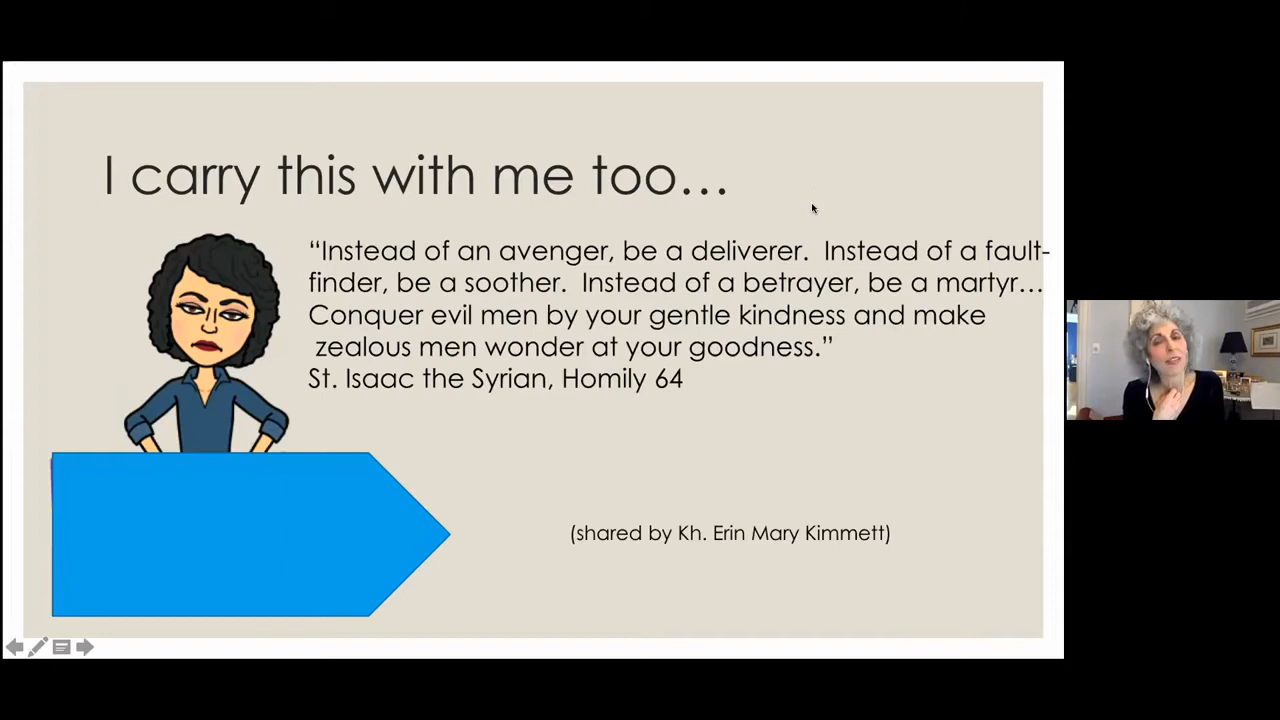 I carry this with me too…
“Instead of an avenger, be a deliverer.  Instead of a fault-
finder, be a soother.  Instead of a betrayer, be a martyr…
Conquer evil men by your gentle kindness and make
zealous men wonder at your goodness.”
St. Isaac the Syrian, Homily 64
(shared by Kh. Erin Mary Kimmett)